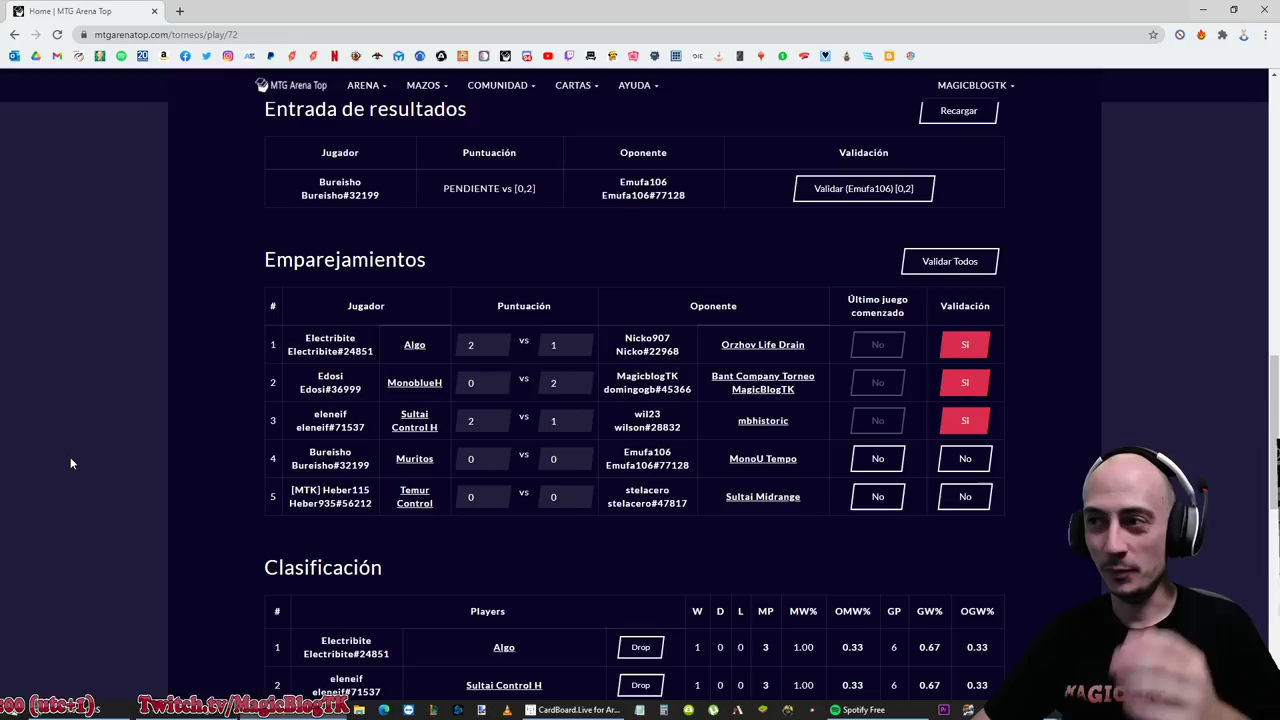 Home | MTG Arena Top
mtgarenatop.com/torneos/play/72
MTG Arena Top ARENA MAZOS COMUNIDAD CARTAS AYUDA MAGICBLOGTK
Entrada de resultados Recargar
Jugador Puntuación Oponente Validación
Bureisho
Bureisho#32199
PENDIENTE vs [0,2]
Emufa106
Emufa106#77128
Validar (Emufa106) [0,2]
Emparejamientos Validar Todos
# Jugador Puntuación Oponente Último juego
comenzado
Validación
1 Electribite
Electribite#24851
Algo 2 vs 1
Nicko907
Nicko#22968
Orzhov Life Drain No Si
2 Edosi
Edosi#36999
MonoblueH 0 vs 2
MagicblogTK
domingogb#45366
Bant Company Torneo
MagicBlogTK
No Si
3 eleneif
eleneif#71537
Sultai
Control H
2 vs 1
wil23
wilson#28832
mbhistoric No Si
4 Bureisho
Bureisho#32199
Muritos 0 vs 0
Emufa106
Emufa106#77128
MonoU Tempo No No
5 [MTK] Heber115
Heber935#56212
Temur
Control
0 vs 0
stelacero
stelacero#47817
Sultai Midrange No No
Clasificación
# Players W D L MP MW% OMW% GP GW% OGW%
1 Electribite
Electribite#24851
Algo Drop 1 0 0 3 1.00 0.33 6 0.67 0.33
2 eleneif
eleneif#71537
Sultai Control H Drop 1 0 0 3 1.00 0.33 6 0.67 0.33
:00 (utc+1) Twitch.tv/MagicBlogTK
CardBoard.Live for Ar... Spotify Free
MAGIC